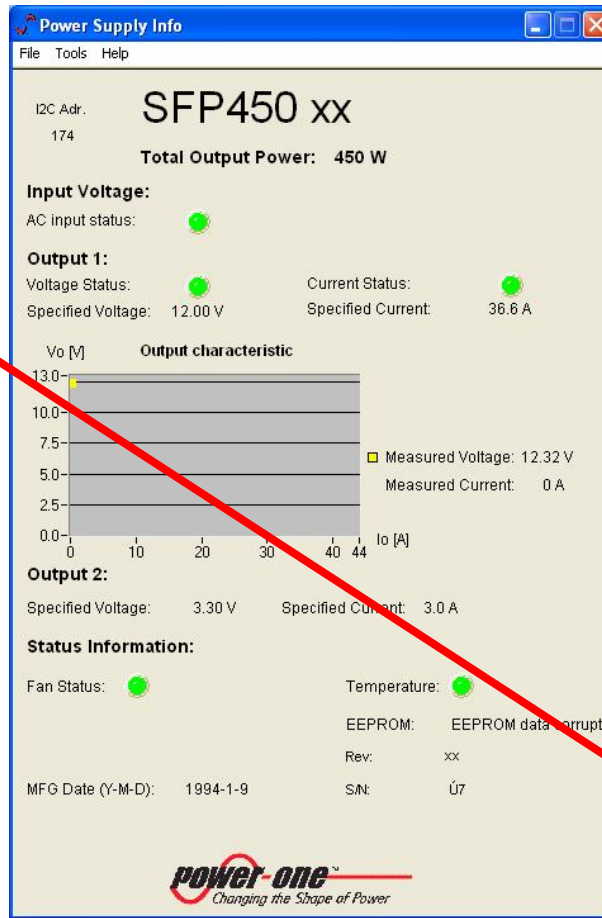 Power Supply Info
File Tools Help
I2C Adr.
174
SFP450 xx
Total Output Power: 450 W
Input Voltage:
AC input status:
Output 1:
Voltage Status:
Current Status:
Specified Voltage: 12.00 V
Specified Current: 36.6 A
Vo [V]
Output characteristic
13.0
10.0
7.5
5.0
2.5
0.0
0 10 20 30 40 44
Io [A]
Measured Voltage: 12.32 V
Measured Current: 0 A
Output 2:
Specified Voltage: 3.30 V
Specified Current: 3.0 A
Status Information:
Fan Status:
Temperature:
EEPROM: EEPROM data corrupt
Rev: xx
MFG Date (Y-M-D): 1994-1-9
S/N: Ú7
power-one™
Changing the Shape of Power